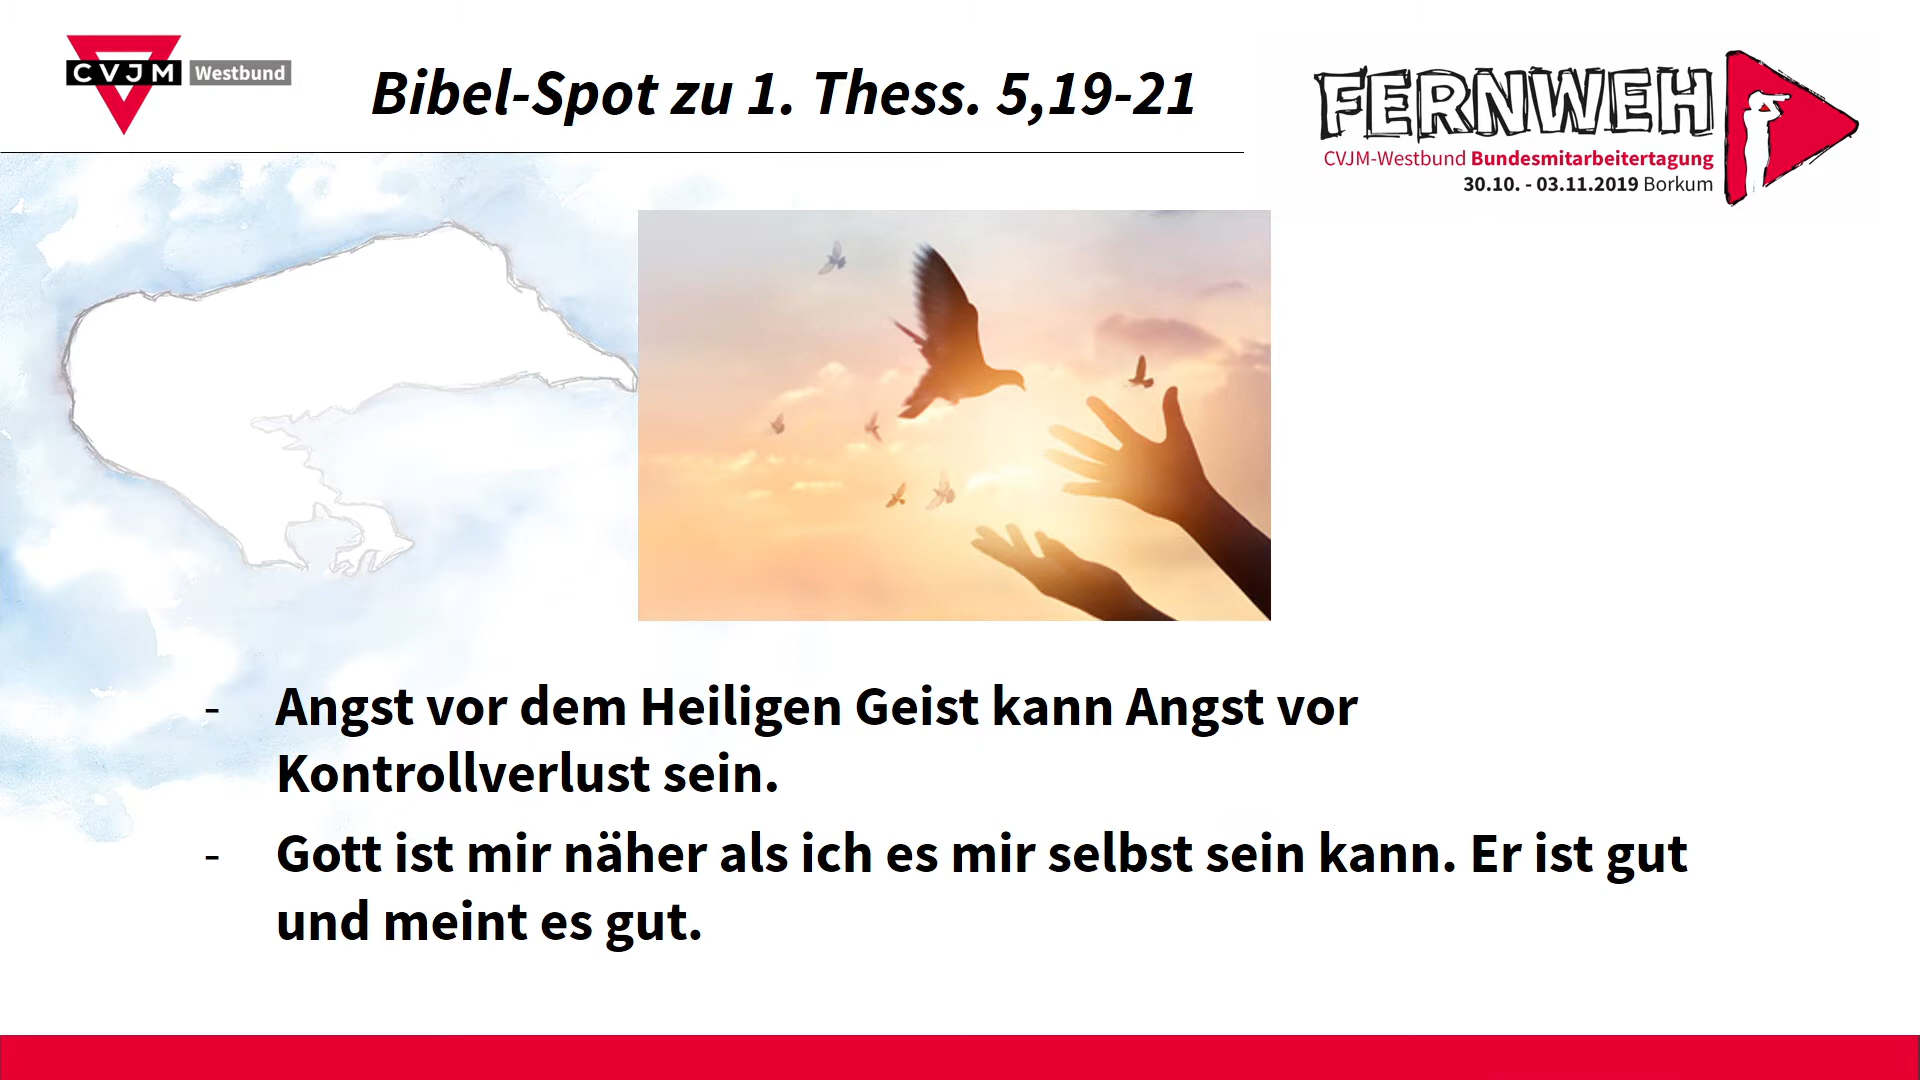 CVJM Westbund
Bibel-Spot zu 1. Thess. 5,19-21
FERNWEH
CVJM-Westbund Bundesmitarbeitertagung
30.10. - 03.11.2019 Borkum
- Angst vor dem Heiligen Geist kann Angst vor
Kontrollverlust sein.
- Gott ist mir näher als ich es mir selbst sein kann. Er ist gut
und meint es gut.